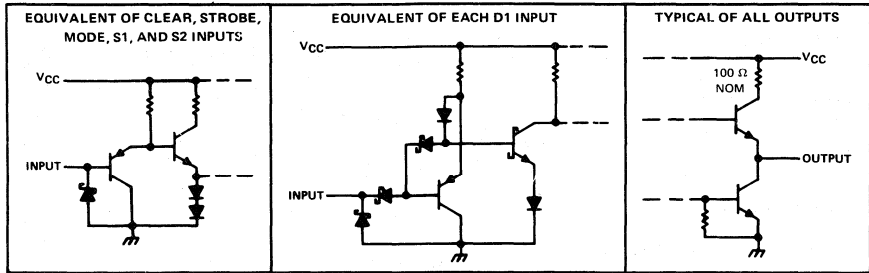 EQUIVALENT OF CLEAR, STROBE,
MODE, S1, AND S2 INPUTS
VCC
INPUT
EQUIVALENT OF EACH D1 INPUT
VCC
INPUT
TYPICAL OF ALL OUTPUTS
VCC
100 Ω
NOM
OUTPUT